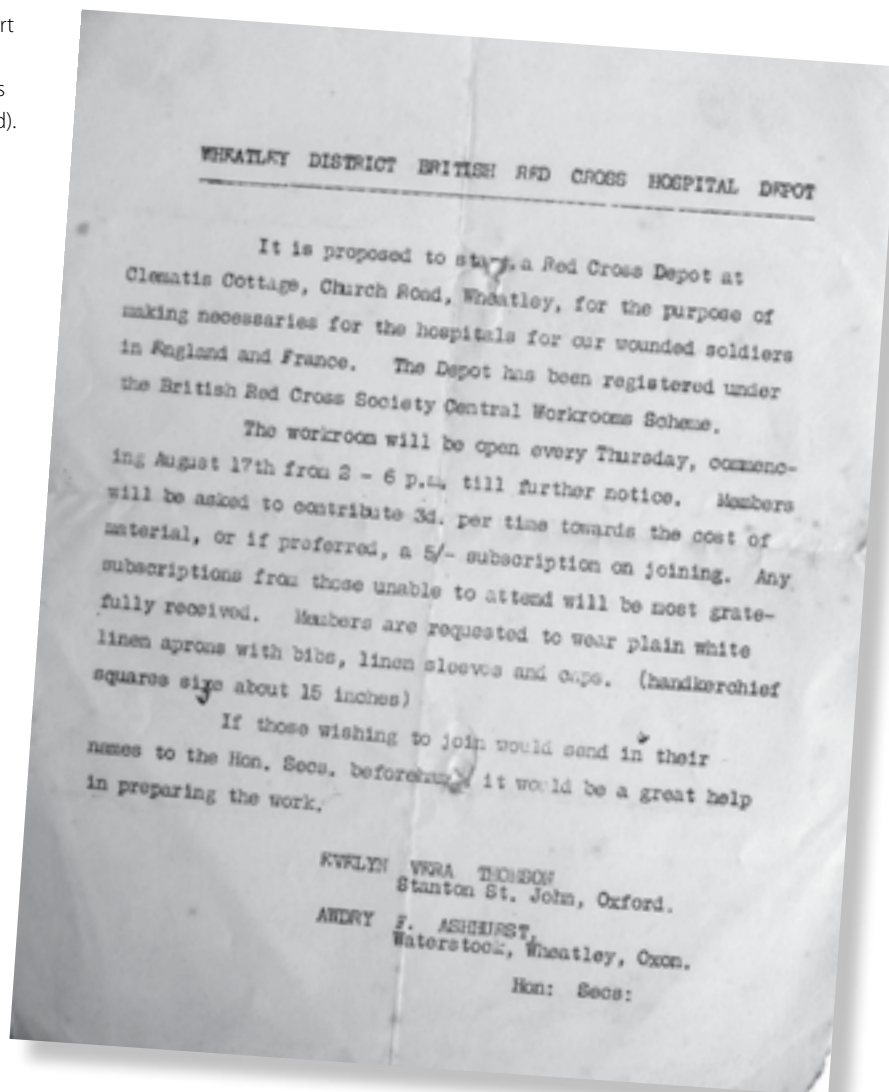 rt
s
d).
WHEATLEY DISTRICT BRITISH RED CROSS HOSPITAL DEPOT
It is proposed to start a Red Cross Depot at
Clematis Cottage, Church Road, Wheatley, for the purpose of
making necessaries for the hospitals for our wounded soldiers
in England and France. The Depot has been registered under
the British Red Cross Society Central Workrooms Scheme.
The workroom will be open every Thursday, commenc-
ing August 17th from 2 - 6 p.m. till further notice. Members
will be asked to contribute 3d. per time towards the cost of
material, or if preferred, a 5/- subscription on joining. Any
subscriptions from those unable to attend will be most grate-
fully received. Members are requested to wear plain white
linen aprons with bibs, linen sleeves and caps. (handkerchief
squares size about 15 inches)
If those wishing to join would send in their
names to the Hon. Secs. beforehand it would be a great help
in preparing the work.
EVELYN VERA THOMSON
Stanton St. John, Oxford.
AUDRY F. ASHHURST,
Waterstock, Wheatley, Oxon.
Hon: Secs: